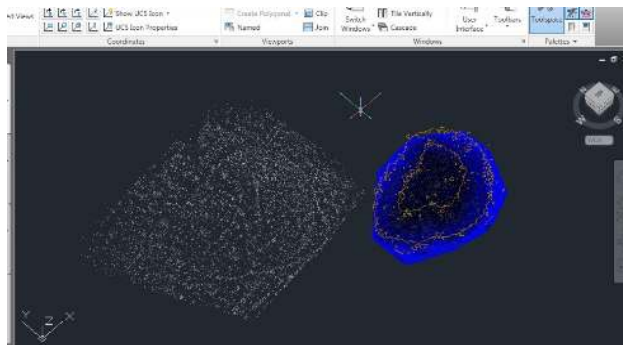 Show UCS Icon
Create Polygonal
Clip
Tile Vertically
UCS Icon Properties
Named
Join
Switch
Windows
Cascade
User
Interface
Toolbars
Toolspace
Coordinates
Viewports
Windows
Palettes
Y
Z
X
W
S